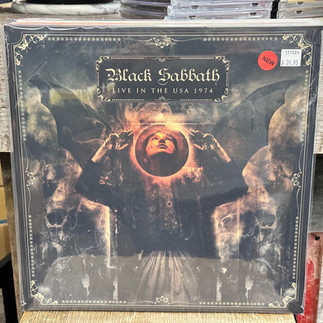 Black Sabbath
LIVE IN THE USA 1974
NEW